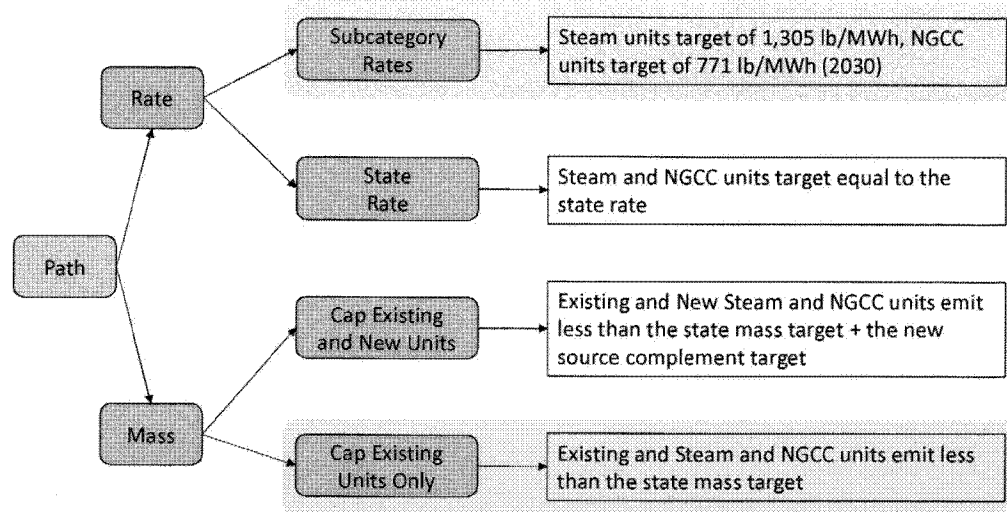 Path
Rate
Mass
Subcategory
Rates
Steam units target of 1,305 lb/MWh, NGCC
units target of 771 lb/MWh (2030)
State
Rate
Steam and NGCC units target equal to the
state rate
Cap Existing
and New Units
Existing and New Steam and NGCC units emit
less than the state mass target + the new
source complement target
Cap Existing
Units Only
Existing and Steam and NGCC units emit less
than the state mass target